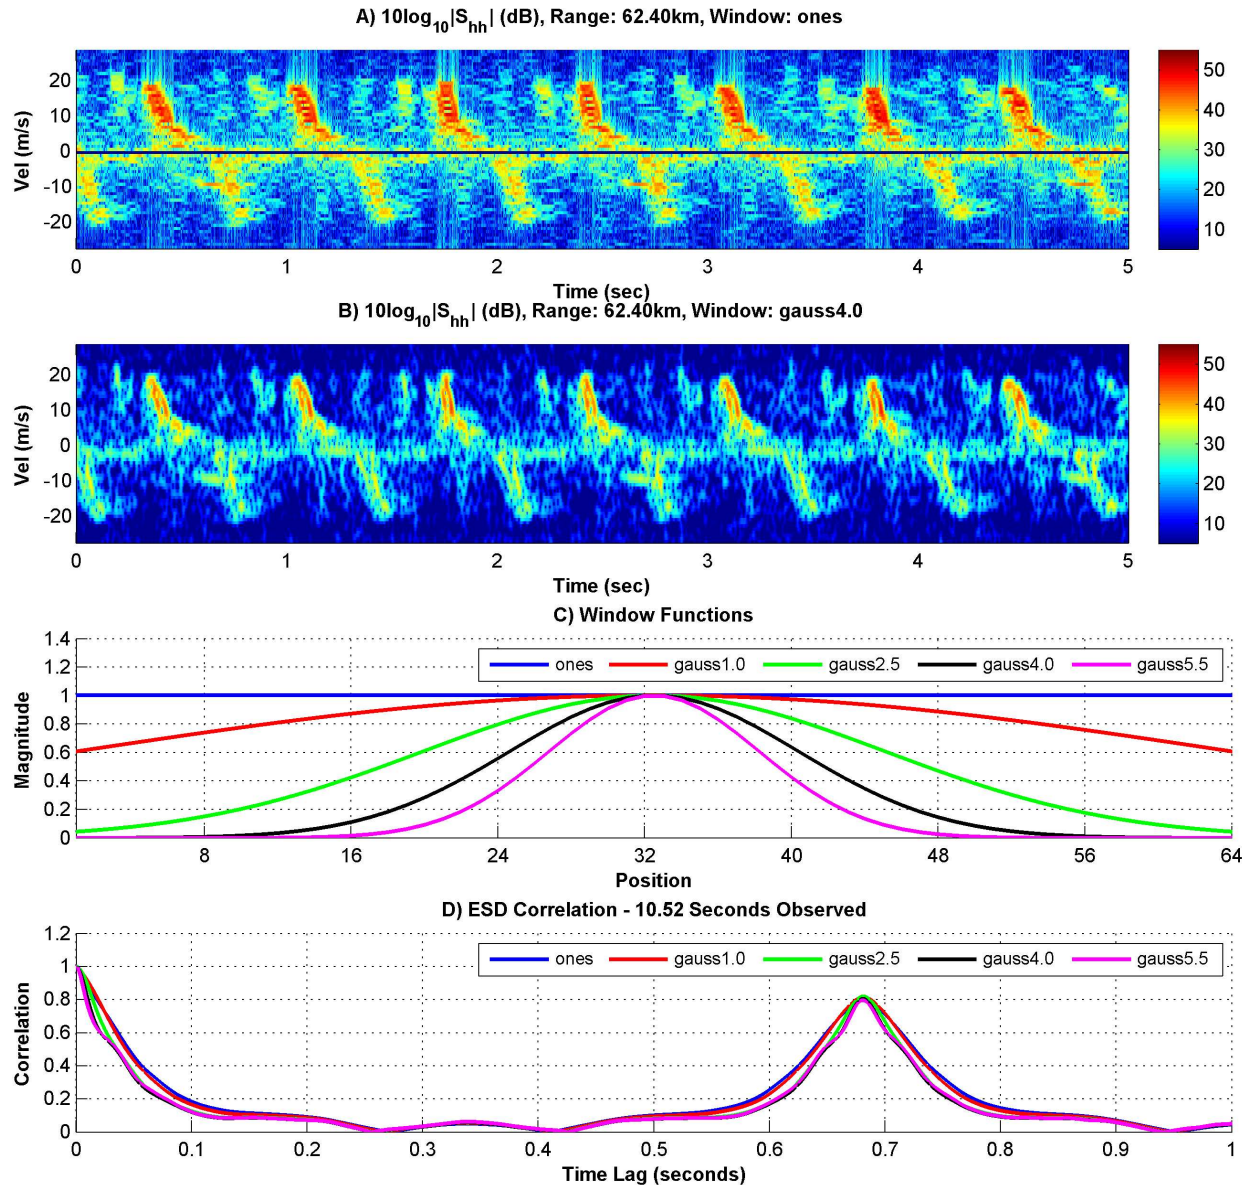 A) 10log10|Shh| (dB), Range: 62.40km, Window: ones
Vel (m/s)
20
10
0
-10
-20
0 1 2 3 4 5
Time (sec)
50
40
30
20
10
B) 10log10|Shh| (dB), Range: 62.40km, Window: gauss4.0
Vel (m/s)
20
10
0
-10
-20
0 1 2 3 4 5
Time (sec)
50
40
30
20
10
C) Window Functions
Magnitude
1.4
1.2
1
0.8
0.6
0.4
0.2
0
ones gauss1.0 gauss2.5 gauss4.0 gauss5.5
8 16 24 32 40 48 56 64
Position
D) ESD Correlation - 10.52 Seconds Observed
Correlation
1.2
1
0.8
0.6
0.4
0.2
0
ones gauss1.0 gauss2.5 gauss4.0 gauss5.5
0 0.1 0.2 0.3 0.4 0.5 0.6 0.7 0.8 0.9 1
Time Lag (seconds)